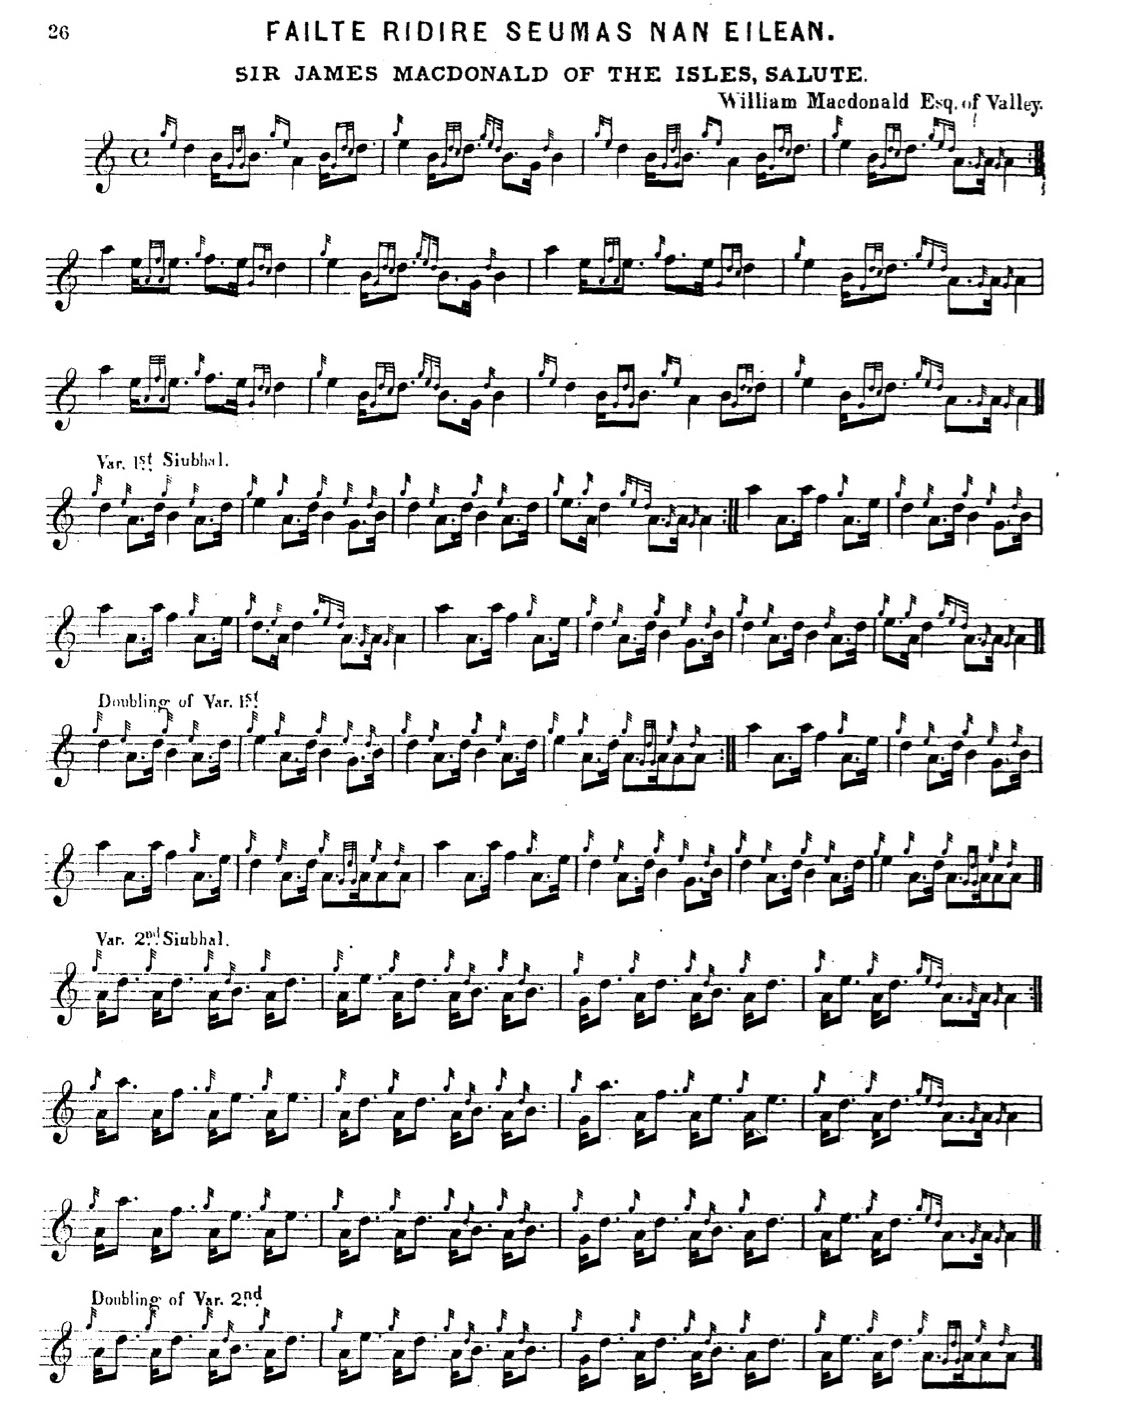 26
FAILTE RIDIRE SEUMAS NAN EILEAN.
SIR JAMES MACDONALD OF THE ISLES, SALUTE.
William Macdonald Esq. of Valley.
Var. 1st Siubhal.
Doubling of Var. 1st
Var. 2nd Siubhal.
Doubling of Var. 2nd